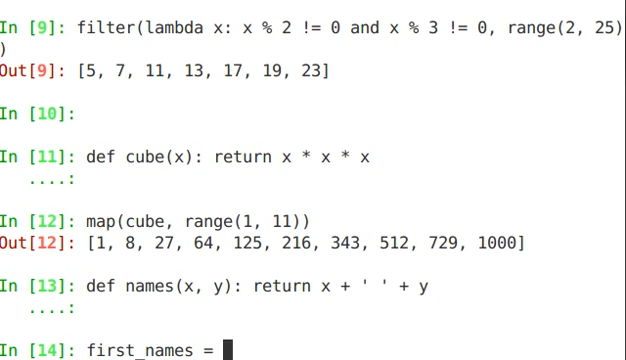 In [9]: filter(lambda x: x % 2 != 0 and x % 3 != 0, range(2, 25)
)
Out[9]: [5, 7, 11, 13, 17, 19, 23]
In [10]:
In [11]: def cube(x): return x * x * x
....:
In [12]: map(cube, range(1, 11))
Out[12]: [1, 8, 27, 64, 125, 216, 343, 512, 729, 1000]
In [13]: def names(x, y): return x + ' ' + y
....:
In [14]: first_names =